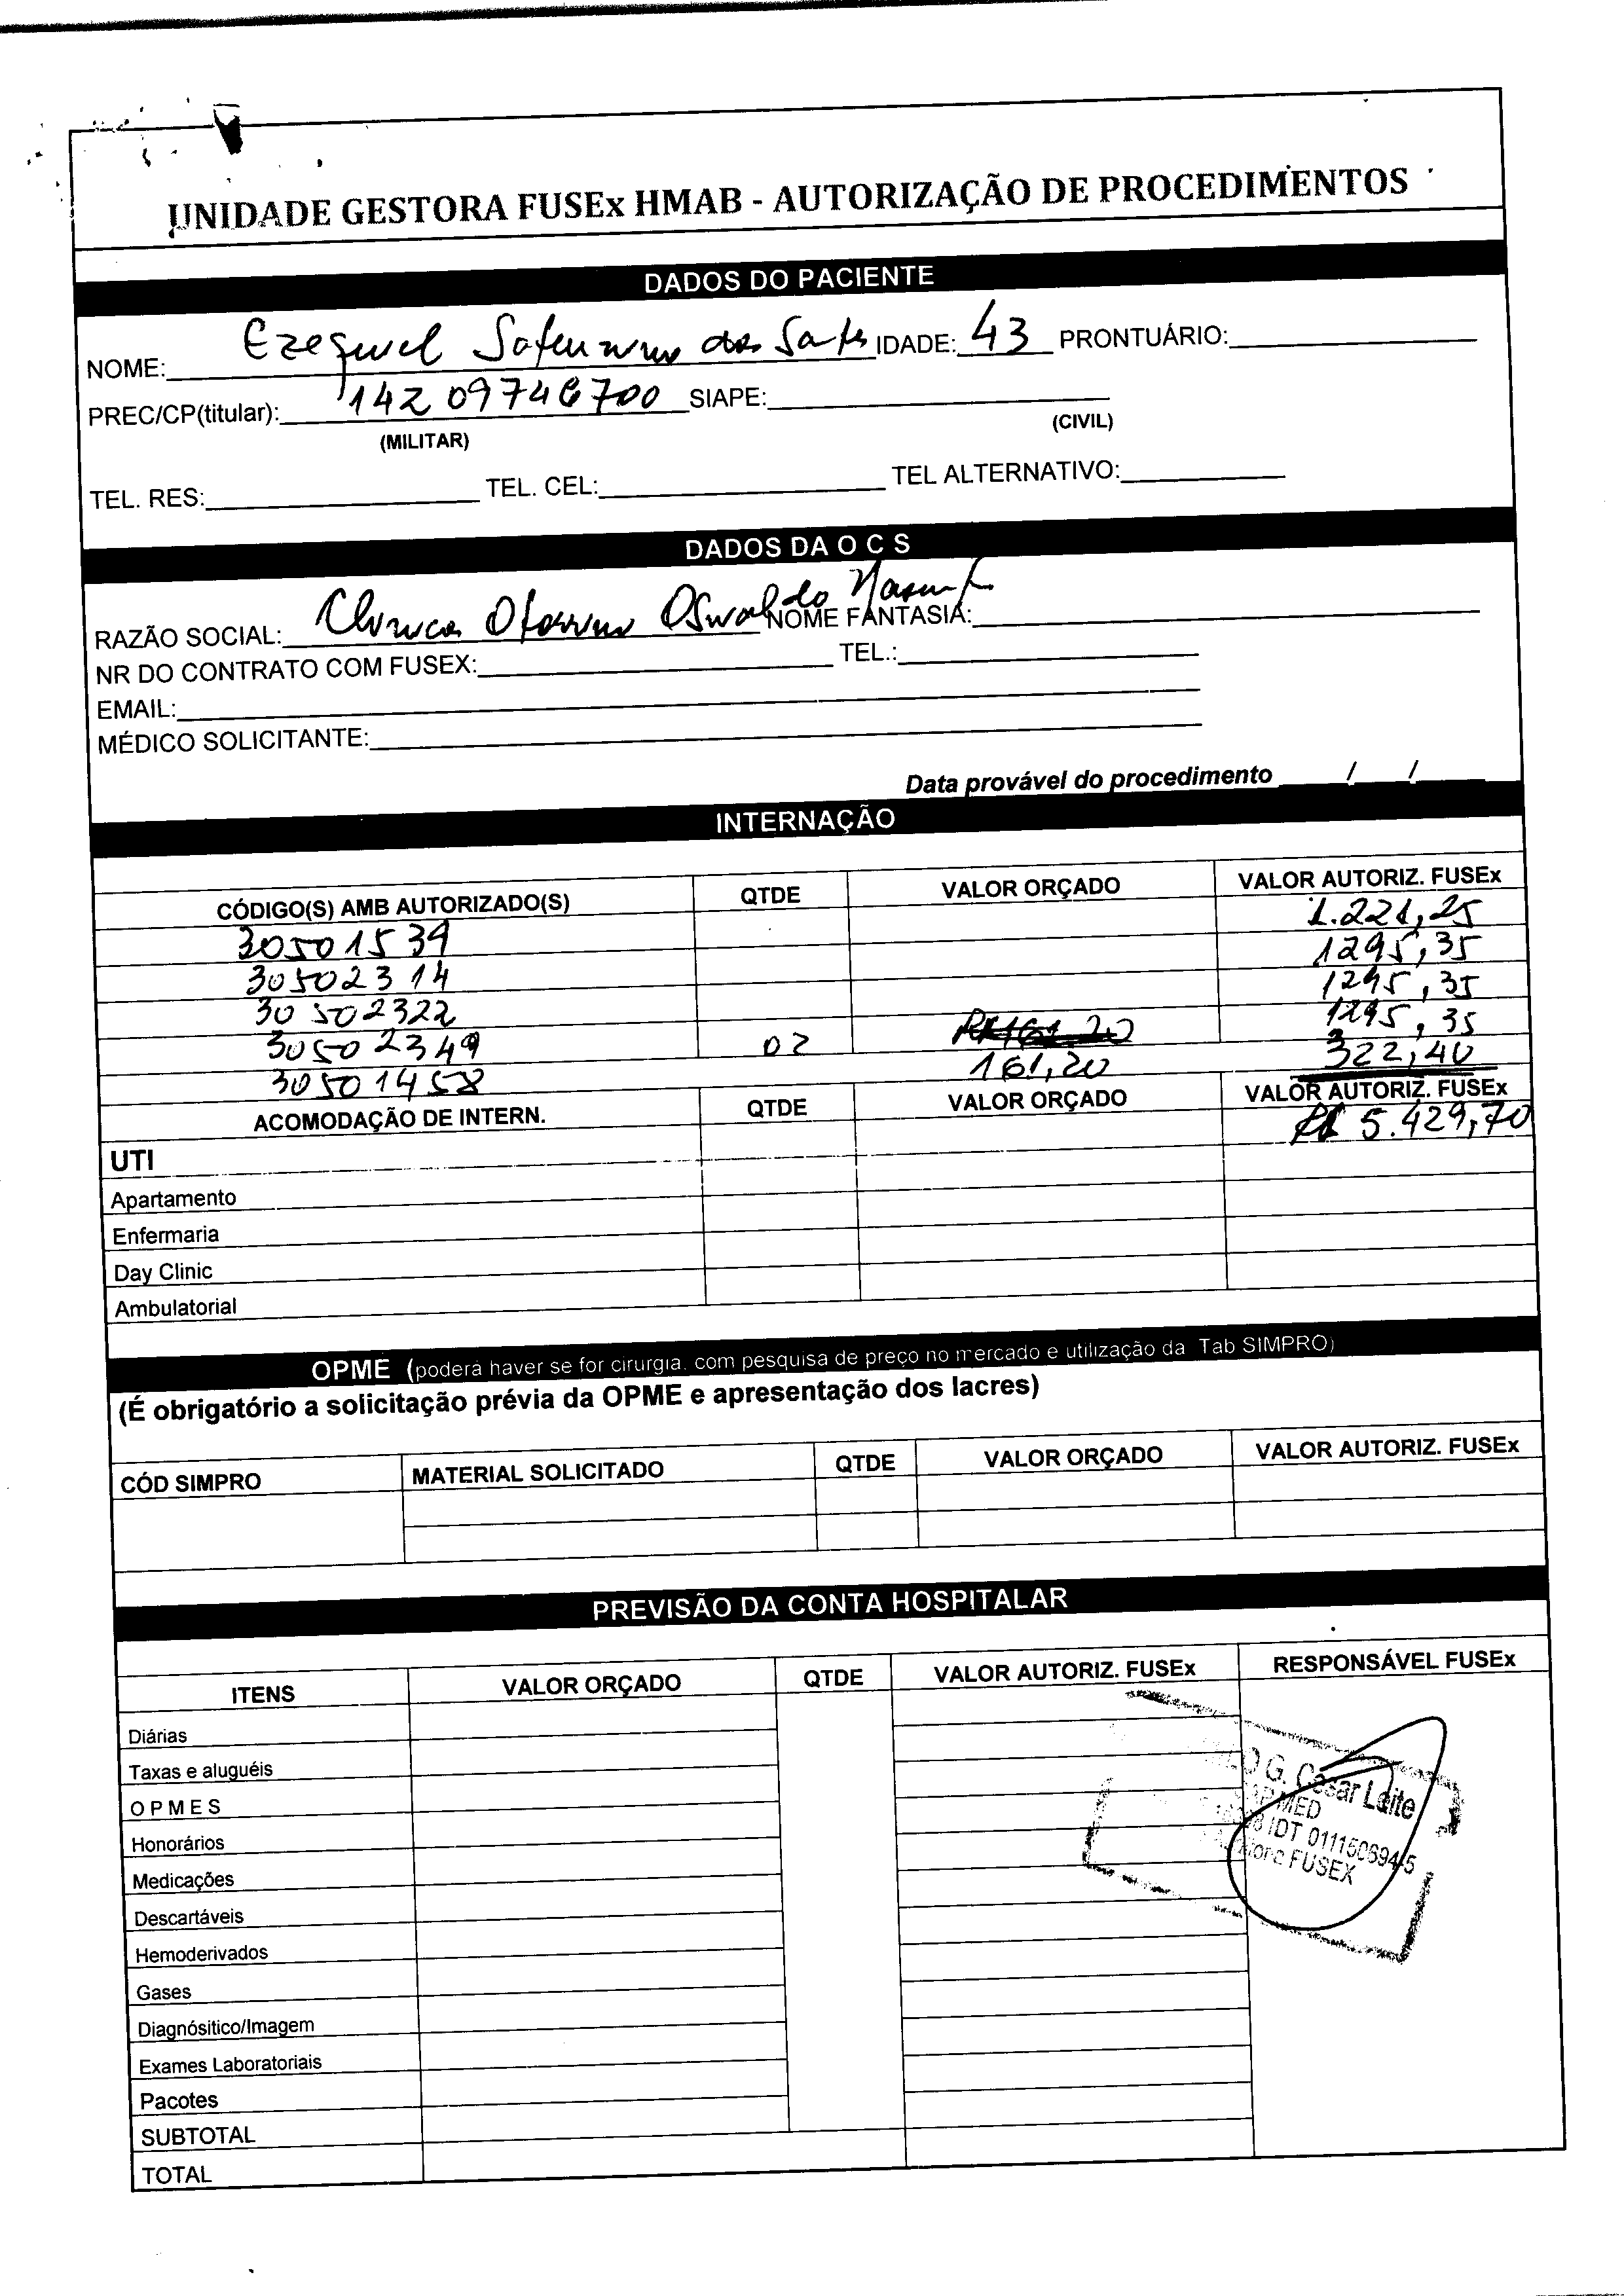 UNIDADE GESTORA FUSEx HMAB - AUTORIZAÇÃO DE PROCEDIMENTOS
DADOS DO PACIENTE
NOME: Ezequiel dos Santos IDADE: 43 PRONTUÁRIO:
PREC/CP(titular): 142 09746700 SIAPE:
(MILITAR) (CIVIL)
TEL. RES: TEL. CEL: TEL ALTERNATIVO:
DADOS DA O C S
RAZÃO SOCIAL: Clinica Otorrino Oswaldo NOME FANTASIA:
NR DO CONTRATO COM FUSEX: TEL.:
EMAIL:
MÉDICO SOLICITANTE:
Data provável do procedimento / /
INTERNAÇÃO
CÓDIGO(S) AMB AUTORIZADO(S) QTDE VALOR ORÇADO VALOR AUTORIZ. FUSEx
30501539 1.221,25
30502314 1295,35
30502322 1295,35
30502349 02 R$161,20 1295,35
30501458 161,20 322,40
ACOMODAÇÃO DE INTERN. QTDE VALOR ORÇADO VALOR AUTORIZ. FUSEx
UTI R$ 5.429,70
Apartamento
Enfermaria
Day Clinic
Ambulatorial
OPME (poderá haver se for cirurgia, com pesquisa de preço no mercado e utilização da Tab SIMPRO)
(É obrigatório a solicitação prévia da OPME e apresentação dos lacres)
CÓD SIMPRO MATERIAL SOLICITADO QTDE VALOR ORÇADO VALOR AUTORIZ. FUSEx
PREVISÃO DA CONTA HOSPITALAR
ITENS VALOR ORÇADO QTDE VALOR AUTORIZ. FUSEx RESPONSÁVEL FUSEx
Diárias
Taxas e aluguéis
O P M E S
Honorários
Medicações
Descartáveis
Hemoderivados
Gases
Diagnósitico/Imagem
Exames Laboratoriais
Pacotes
SUBTOTAL
TOTAL
G. Cesar Leite
MED
IDT 011150694-5
FUSEX